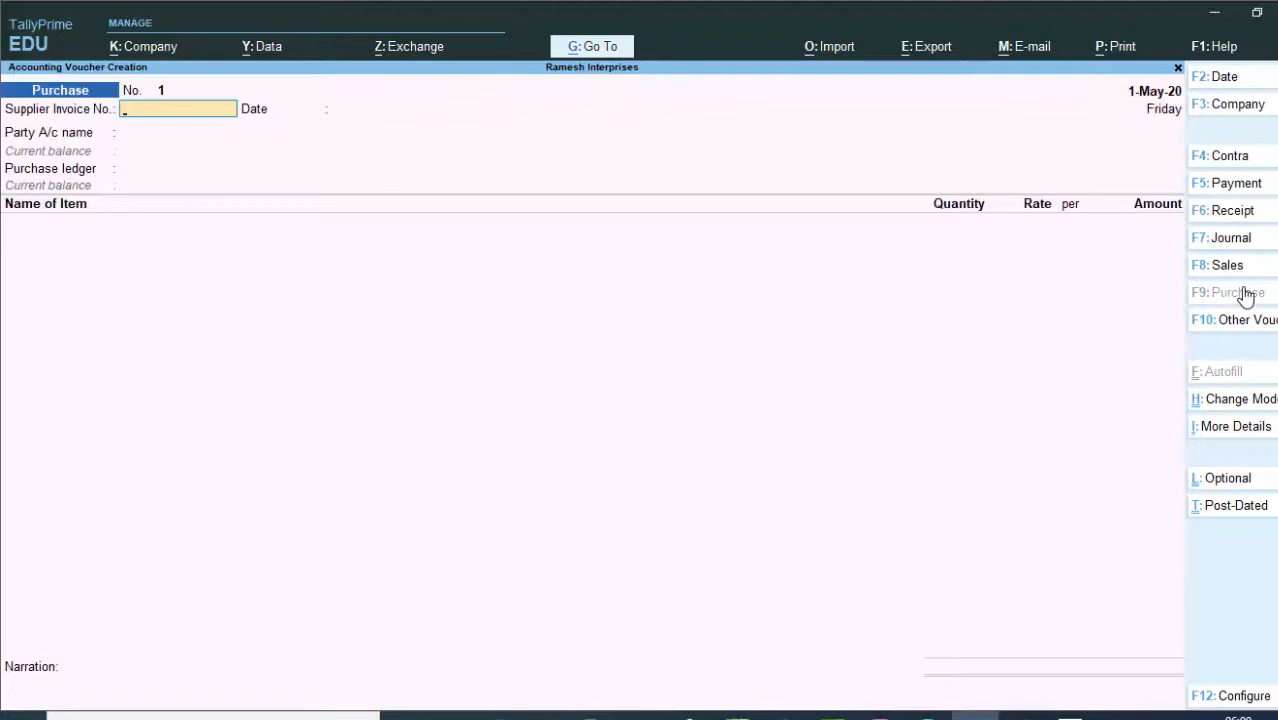 TallyPrime
MANAGE
EDU
K: Company
Y: Data
Z: Exchange
G: Go To
O: Import
E: Export
M: E-mail
P: Print
F1: Help
Accounting Voucher Creation
Ramesh Interprises
×
Purchase No. 1
1-May-20
Supplier Invoice No.: Date :
Friday
Party A/c name :
Current balance :
Purchase ledger :
Current balance :
Name of Item Quantity Rate per Amount
Narration:
F2: Date
F3: Company
F4: Contra
F5: Payment
F6: Receipt
F7: Journal
F8: Sales
F9: Purchase
F10: Other Vou
F: Autofill
H: Change Mod
I: More Details
L: Optional
T: Post-Dated
F12: Configure